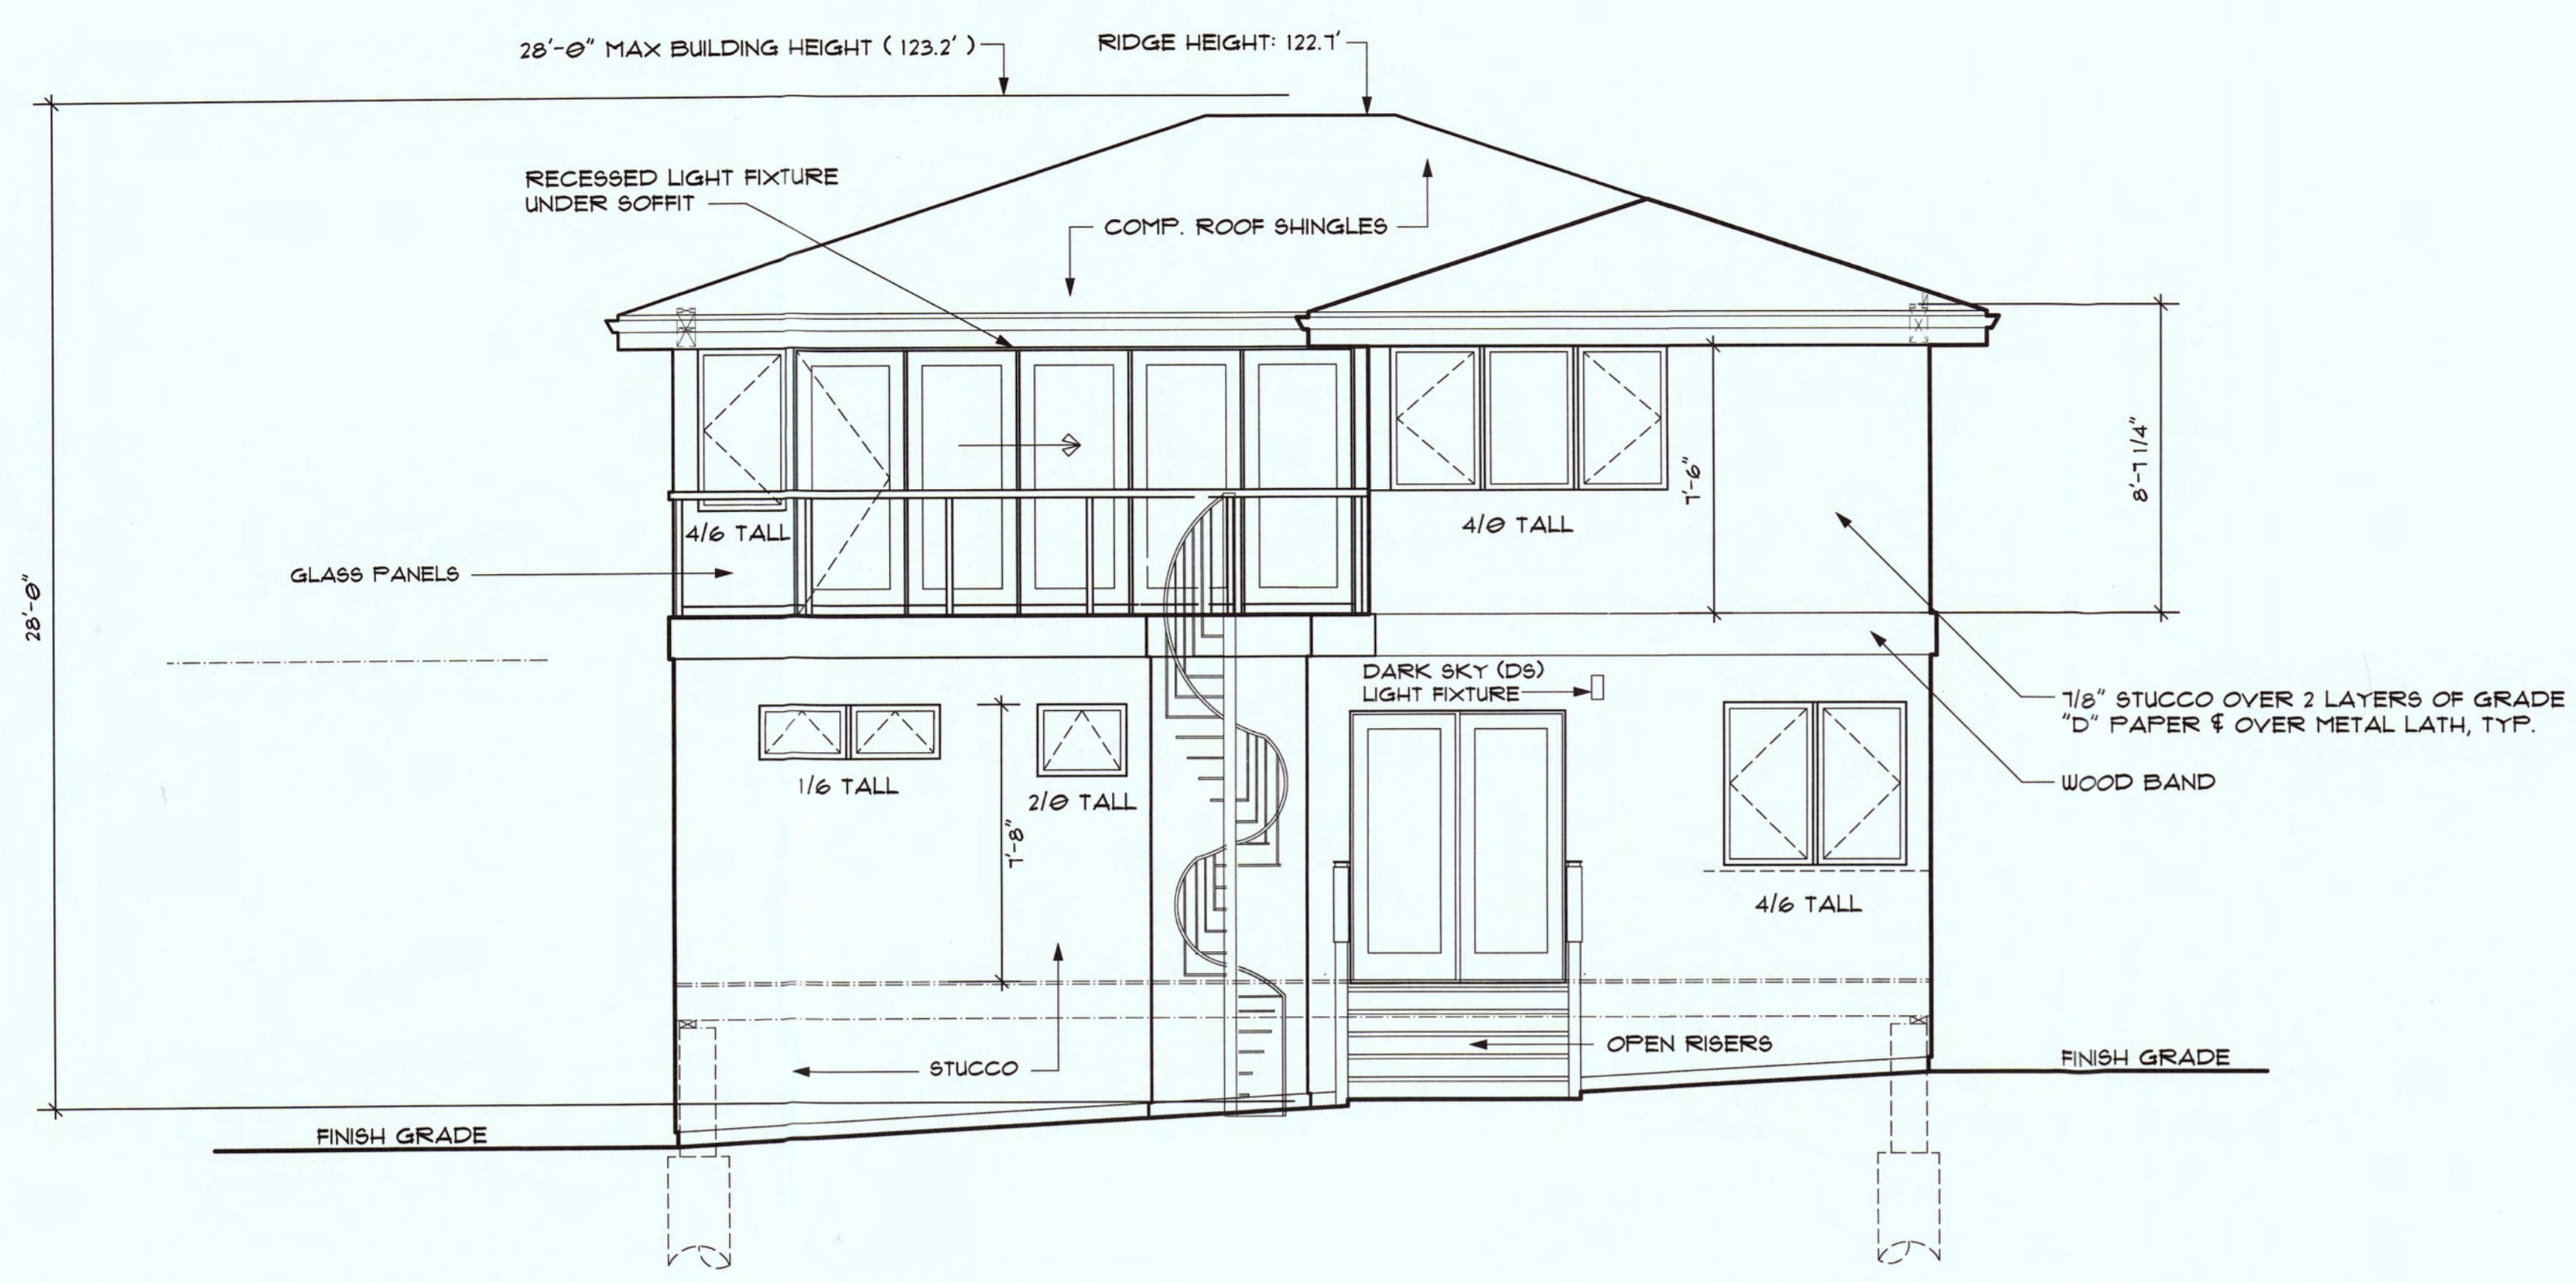 28'-0" MAX BUILDING HEIGHT ( 123.2' )
RIDGE HEIGHT: 122.7'
RECESSED LIGHT FIXTURE
UNDER SOFFIT
COMP. ROOF SHINGLES
4/6 TALL
4/0 TALL
7'-6"
8'-7 1/4"
GLASS PANELS
28'-0"
DARK SKY (DS)
LIGHT FIXTURE
7/8" STUCCO OVER 2 LAYERS OF GRADE
"D" PAPER & OVER METAL LATH, TYP.
WOOD BAND
1/6 TALL
2/0 TALL
7'-8"
4/6 TALL
OPEN RISERS
STUCCO
FINISH GRADE
FINISH GRADE